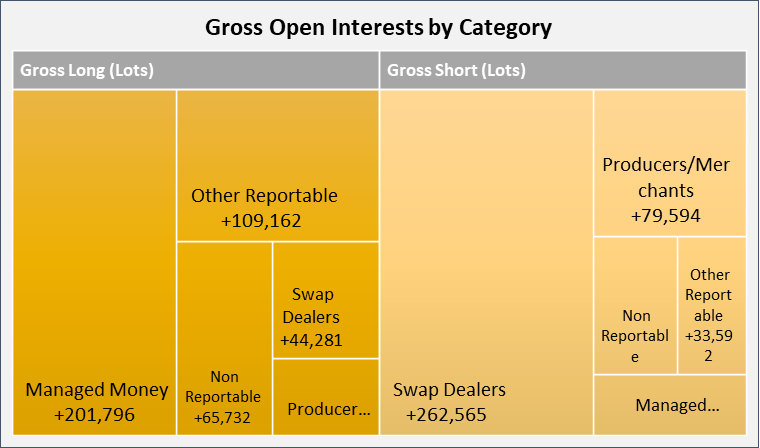 Gross Open Interests by Category
Gross Long (Lots)
Gross Short (Lots)
Managed Money
+201,796
Other Reportable
+109,162
Non
Reportable
+65,732
Swap
Dealers
+44,281
Producer...
Swap Dealers
+262,565
Producers/Mer
chants
+79,594
Non
Reportabl
e
Other
Report
able
+33,59
2
Managed...